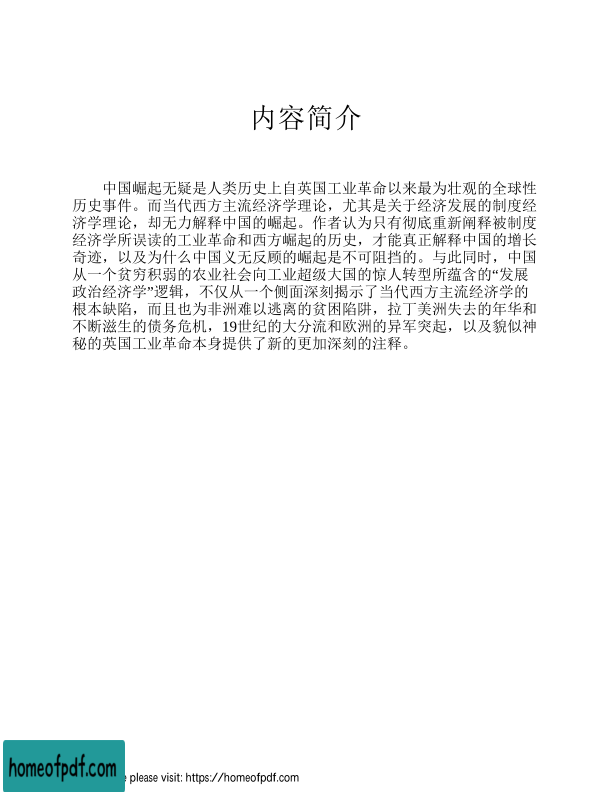 内容简介
中国崛起无疑是人类历史上自英国工业革命以来最为壮观的全球性
历史事件。而当代西方主流经济学理论，尤其是关于经济发展的制度经
济学理论，却无力解释中国的崛起。作者认为只有彻底重新阐释被制度
经济学所误读的工业革命和西方崛起的历史，才能真正解释中国的增长
奇迹，以及为什么中国义无反顾的崛起是不可阻挡的。与此同时，中国
从一个贫穷积弱的农业社会向工业超级大国的惊人转型所蕴含的“发展
政治经济学”逻辑，不仅从一个侧面深刻揭示了当代西方主流经济学的
根本缺陷，而且也为非洲难以逃离的贫困陷阱，拉丁美洲失去的年华和
不断滋生的债务危机，19世纪的大分流和欧洲的异军突起，以及貌似神
秘的英国工业革命本身提供了新的更加深刻的注释。
homeofpdf.com
please visit: https://homeofpdf.com